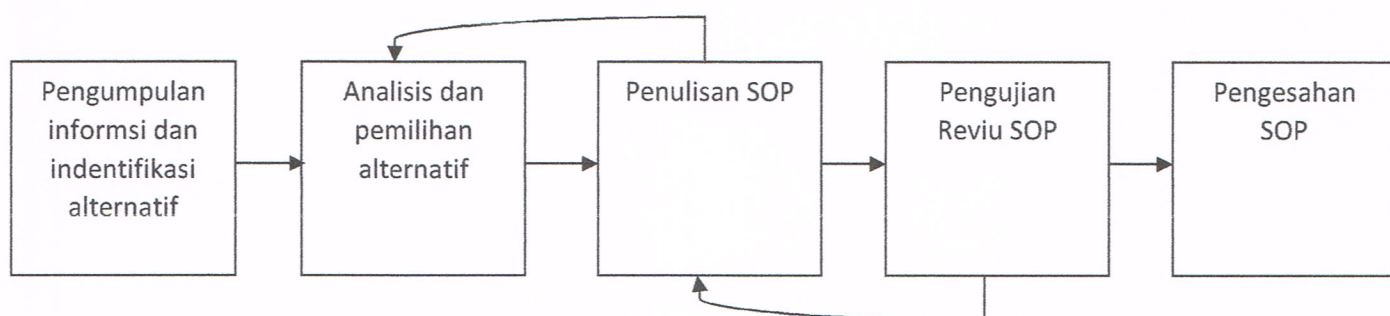 Pengumpulan
informsi dan
indentifikasi
alternatif
Analisis dan
pemilihan
alternatif
Penulisan SOP
Pengujian
Reviu SOP
Pengesahan
SOP